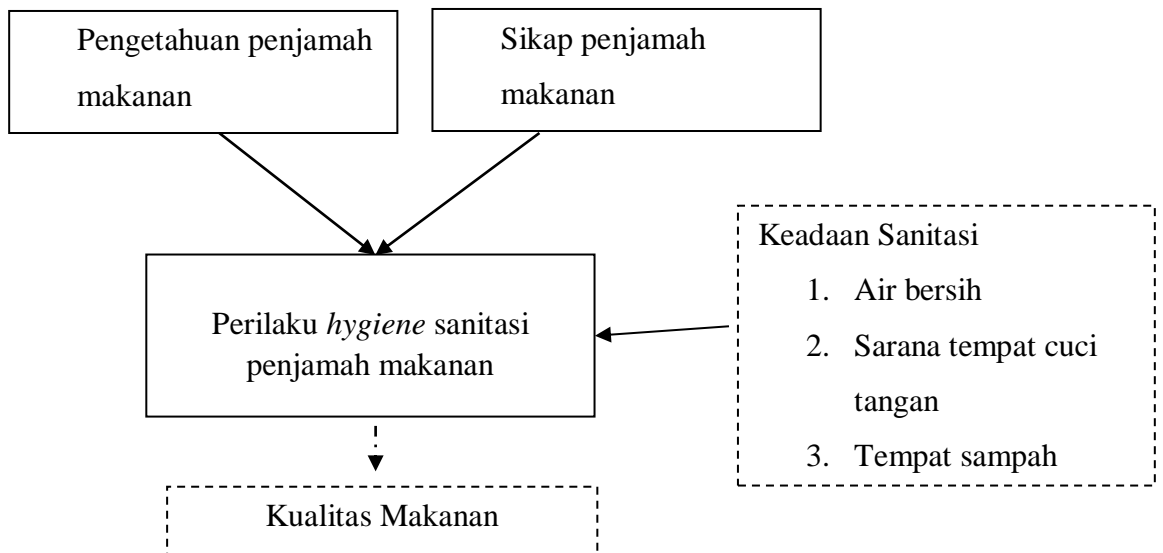 Pengetahuan penjamah
makanan
Sikap penjamah
makanan
Keadaan Sanitasi
1. Air bersih
2. Sarana tempat cuci
tangan
3. Tempat sampah
Perilaku hygiene sanitasi
penjamah makanan
Kualitas Makanan